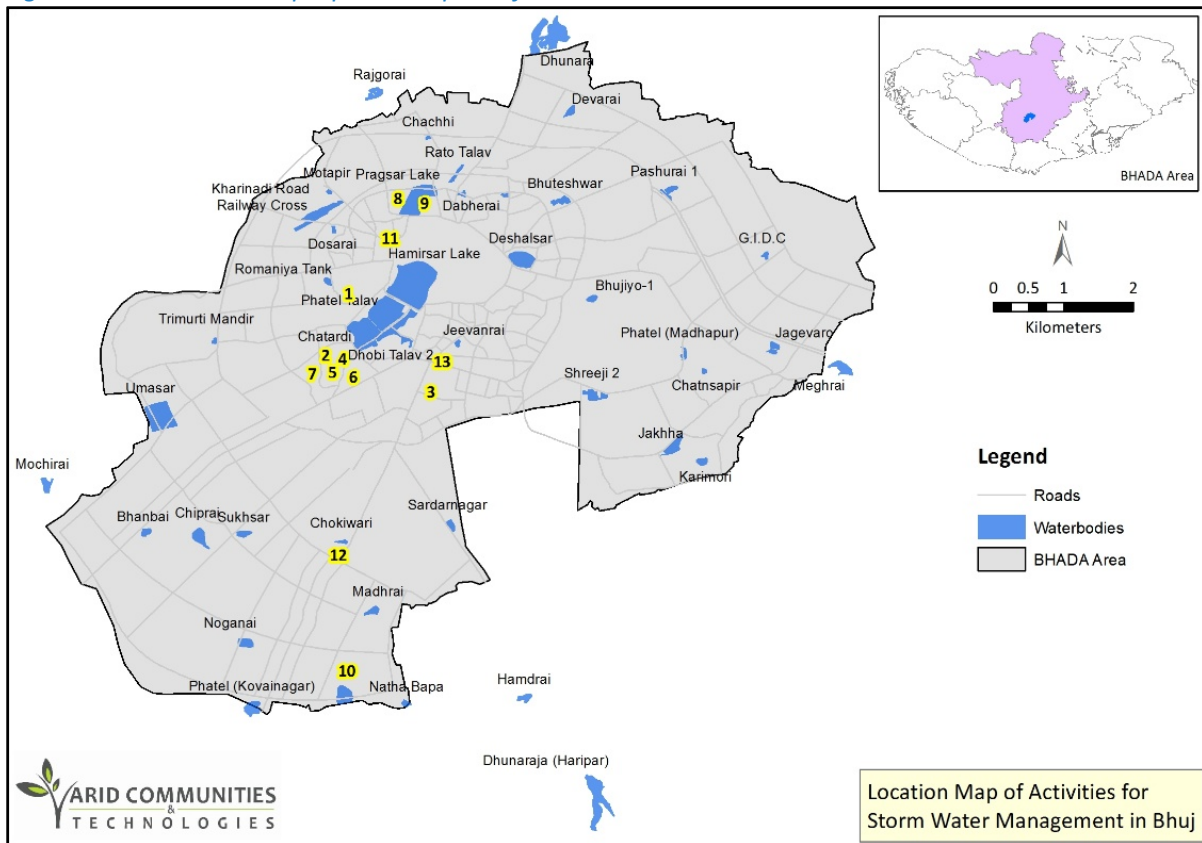 Dhunara
Rajgorai
Devarai
Chachhi
Rato Talav
Motapir
Pragsar Lake
Pashurai 1
Kharinadi Road
Railway Cross
8
9
Dabherai
Bhuteshwar
BHADA Area
11
Dosarai
Hamirsar Lake
Deshalsar
G.I.D.C
N
Romaniya Tank
1
Phatel Talav
Bhujiyo-1
0 0.5 1 2
Kilometers
Trimurti Mandir
Chatardi
Jeevanrai
Phatel (Madhapur)
Jagevaro
2
4
Dhobi Talav 2
13
7
5
6
Shreeji 2
Chatnsapir
Meghrai
Umasar
3
Jakhha
Karimori
Mochirai
Legend
Roads
Waterbodies
BHADA Area
Bhanbai
Chiprai
Sukhsar
Chokiwari
Sardarnagar
12
Madhrai
Noganai
10
Phatel (Kovainagar)
Natha Bapa
Hamdrai
Dhunaraja (Haripar)
ARID COMMUNITIES
&
TECHNOLOGIES
Location Map of Activities for
Storm Water Management in Bhuj